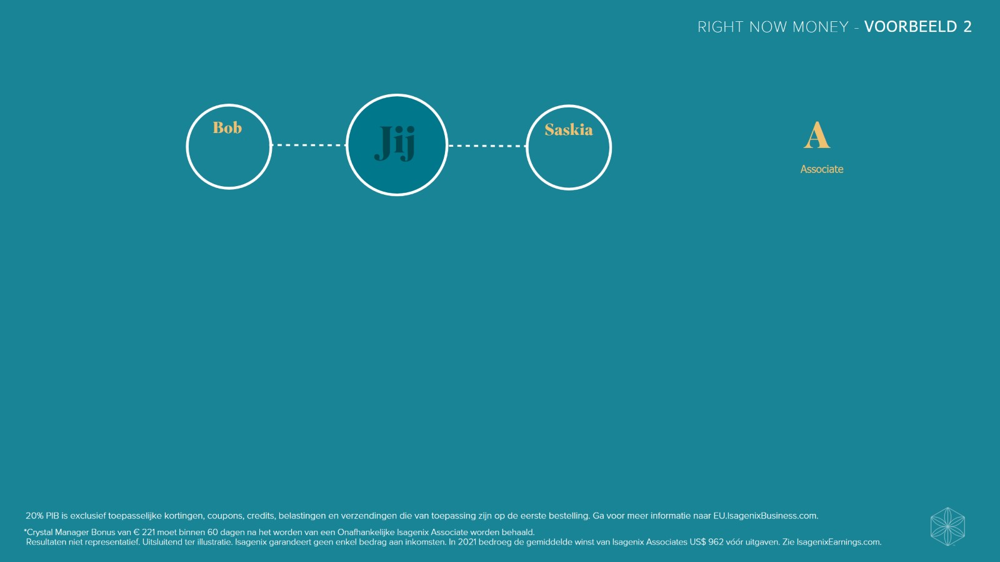 RIGHT NOW MONEY - VOORBEELD 2
Bob
Jij
Saskia
A
Associate
20% PIB is exclusief toepasselijke kortingen, coupons, credits, belastingen en verzendingen die van toepassing zijn op de eerste bestelling. Ga voor meer informatie naar EU.IsagenixBusiness.com.
*Crystal Manager Bonus van € 221 moet binnen 60 dagen na het worden van een Onafhankelijke Isagenix Associate worden behaald.
Resultaten niet representatief. Uitsluitend ter illustratie. Isagenix garandeert geen enkel bedrag aan inkomsten. In 2021 bedroeg de gemiddelde winst van Isagenix Associates US$ 962 vóór uitgaven. Zie IsagenixEarnings.com.